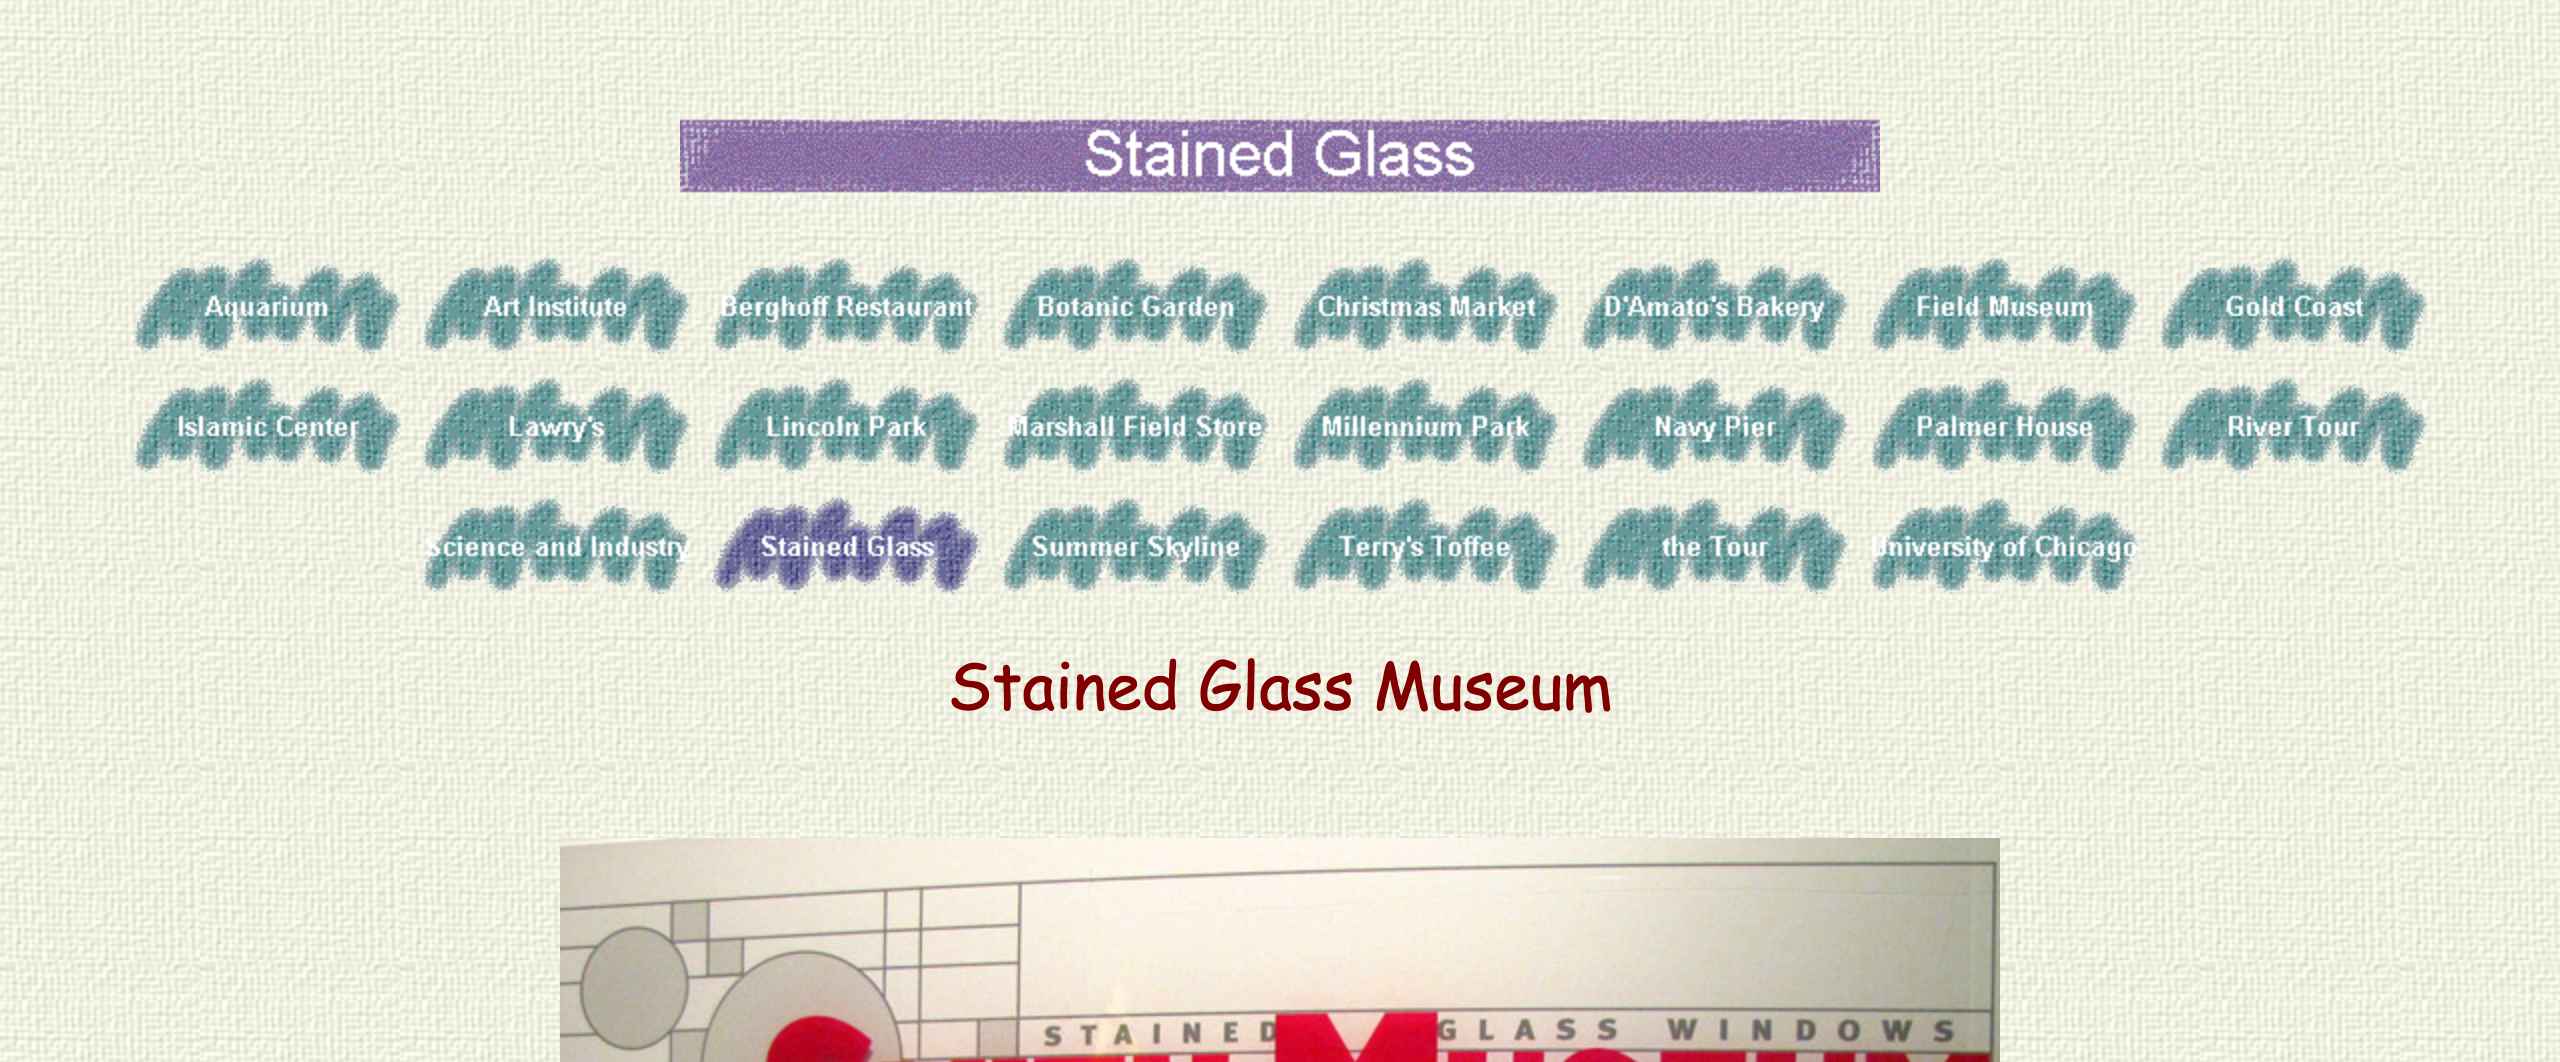 Stained Glass
Aquarium Art Institute Berghoff Restaurant Botanic Garden Christmas Market D'Amato's Bakery Field Museum Gold Coast
Islamic Center Lawry's Lincoln Park Marshall Field Store Millennium Park Navy Pier Palmer House River Tour
Science and Industry Stained Glass Summer Skyline Terry's Toffee the Tour University of Chicago
Stained Glass Museum
STAINED GLASS WINDOWS